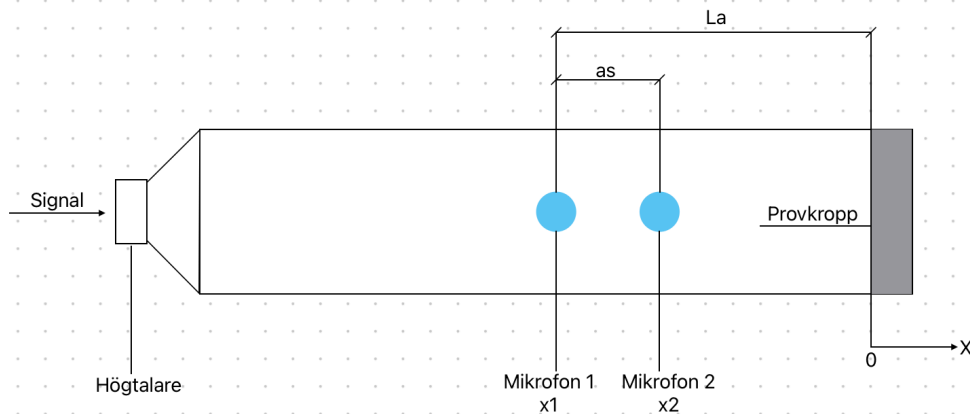 La
as
Signal
Provkropp
X
0
Högtalare
Mikrofon 1
x1
Mikrofon 2
x2